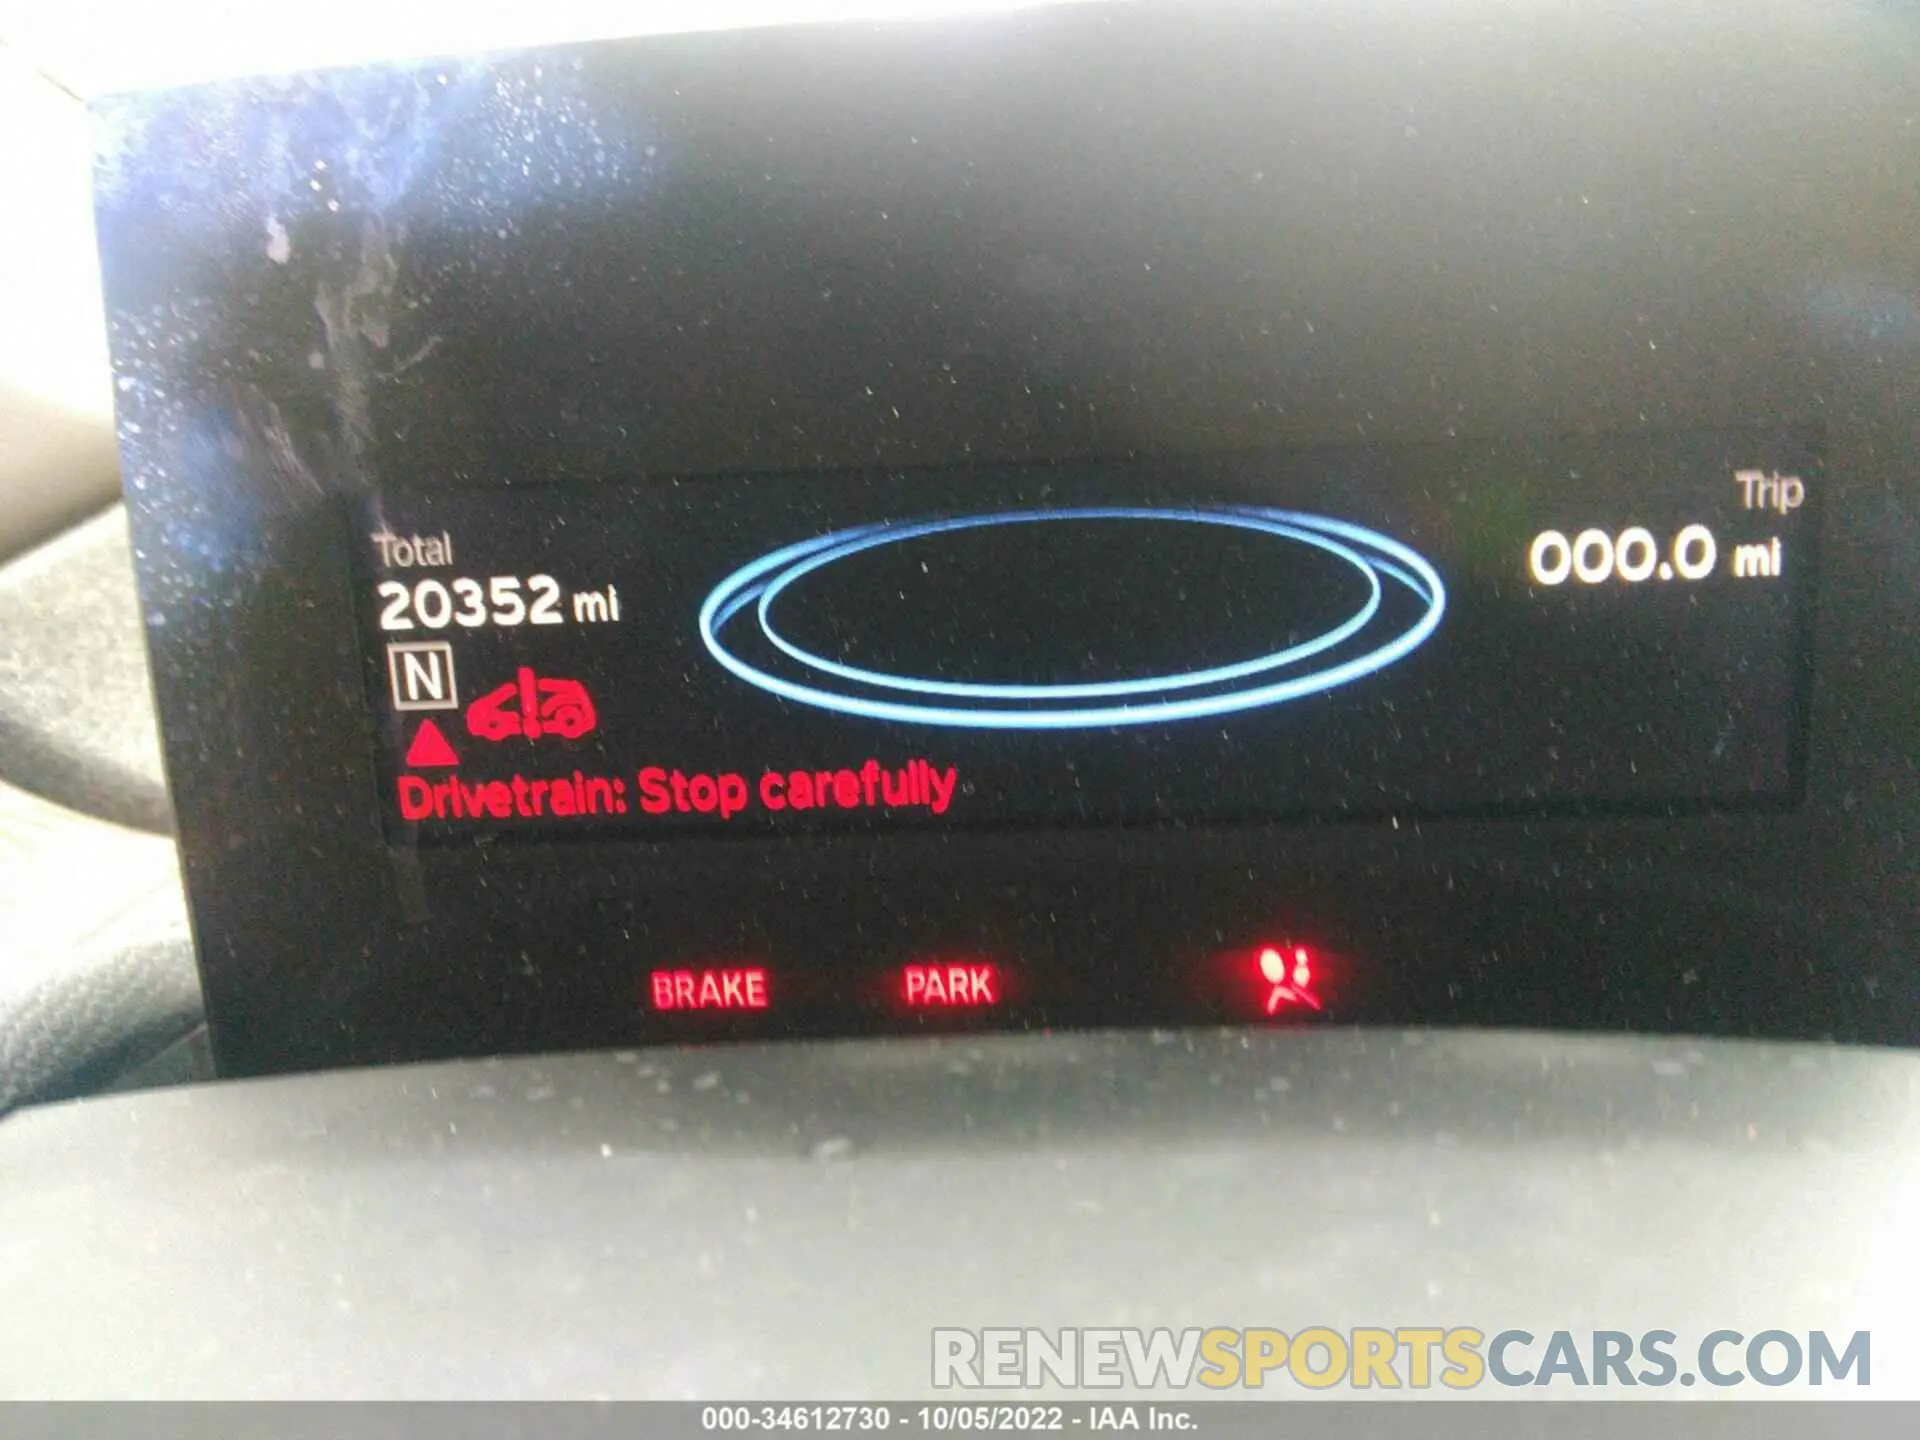 Total
20352 mi
N
Trip
000.0 mi
Drivetrain: Stop carefully
BRAKE
PARK
RENEWSPORTSCARS.COM
000-34612730 - 10/05/2022 - IAA Inc.